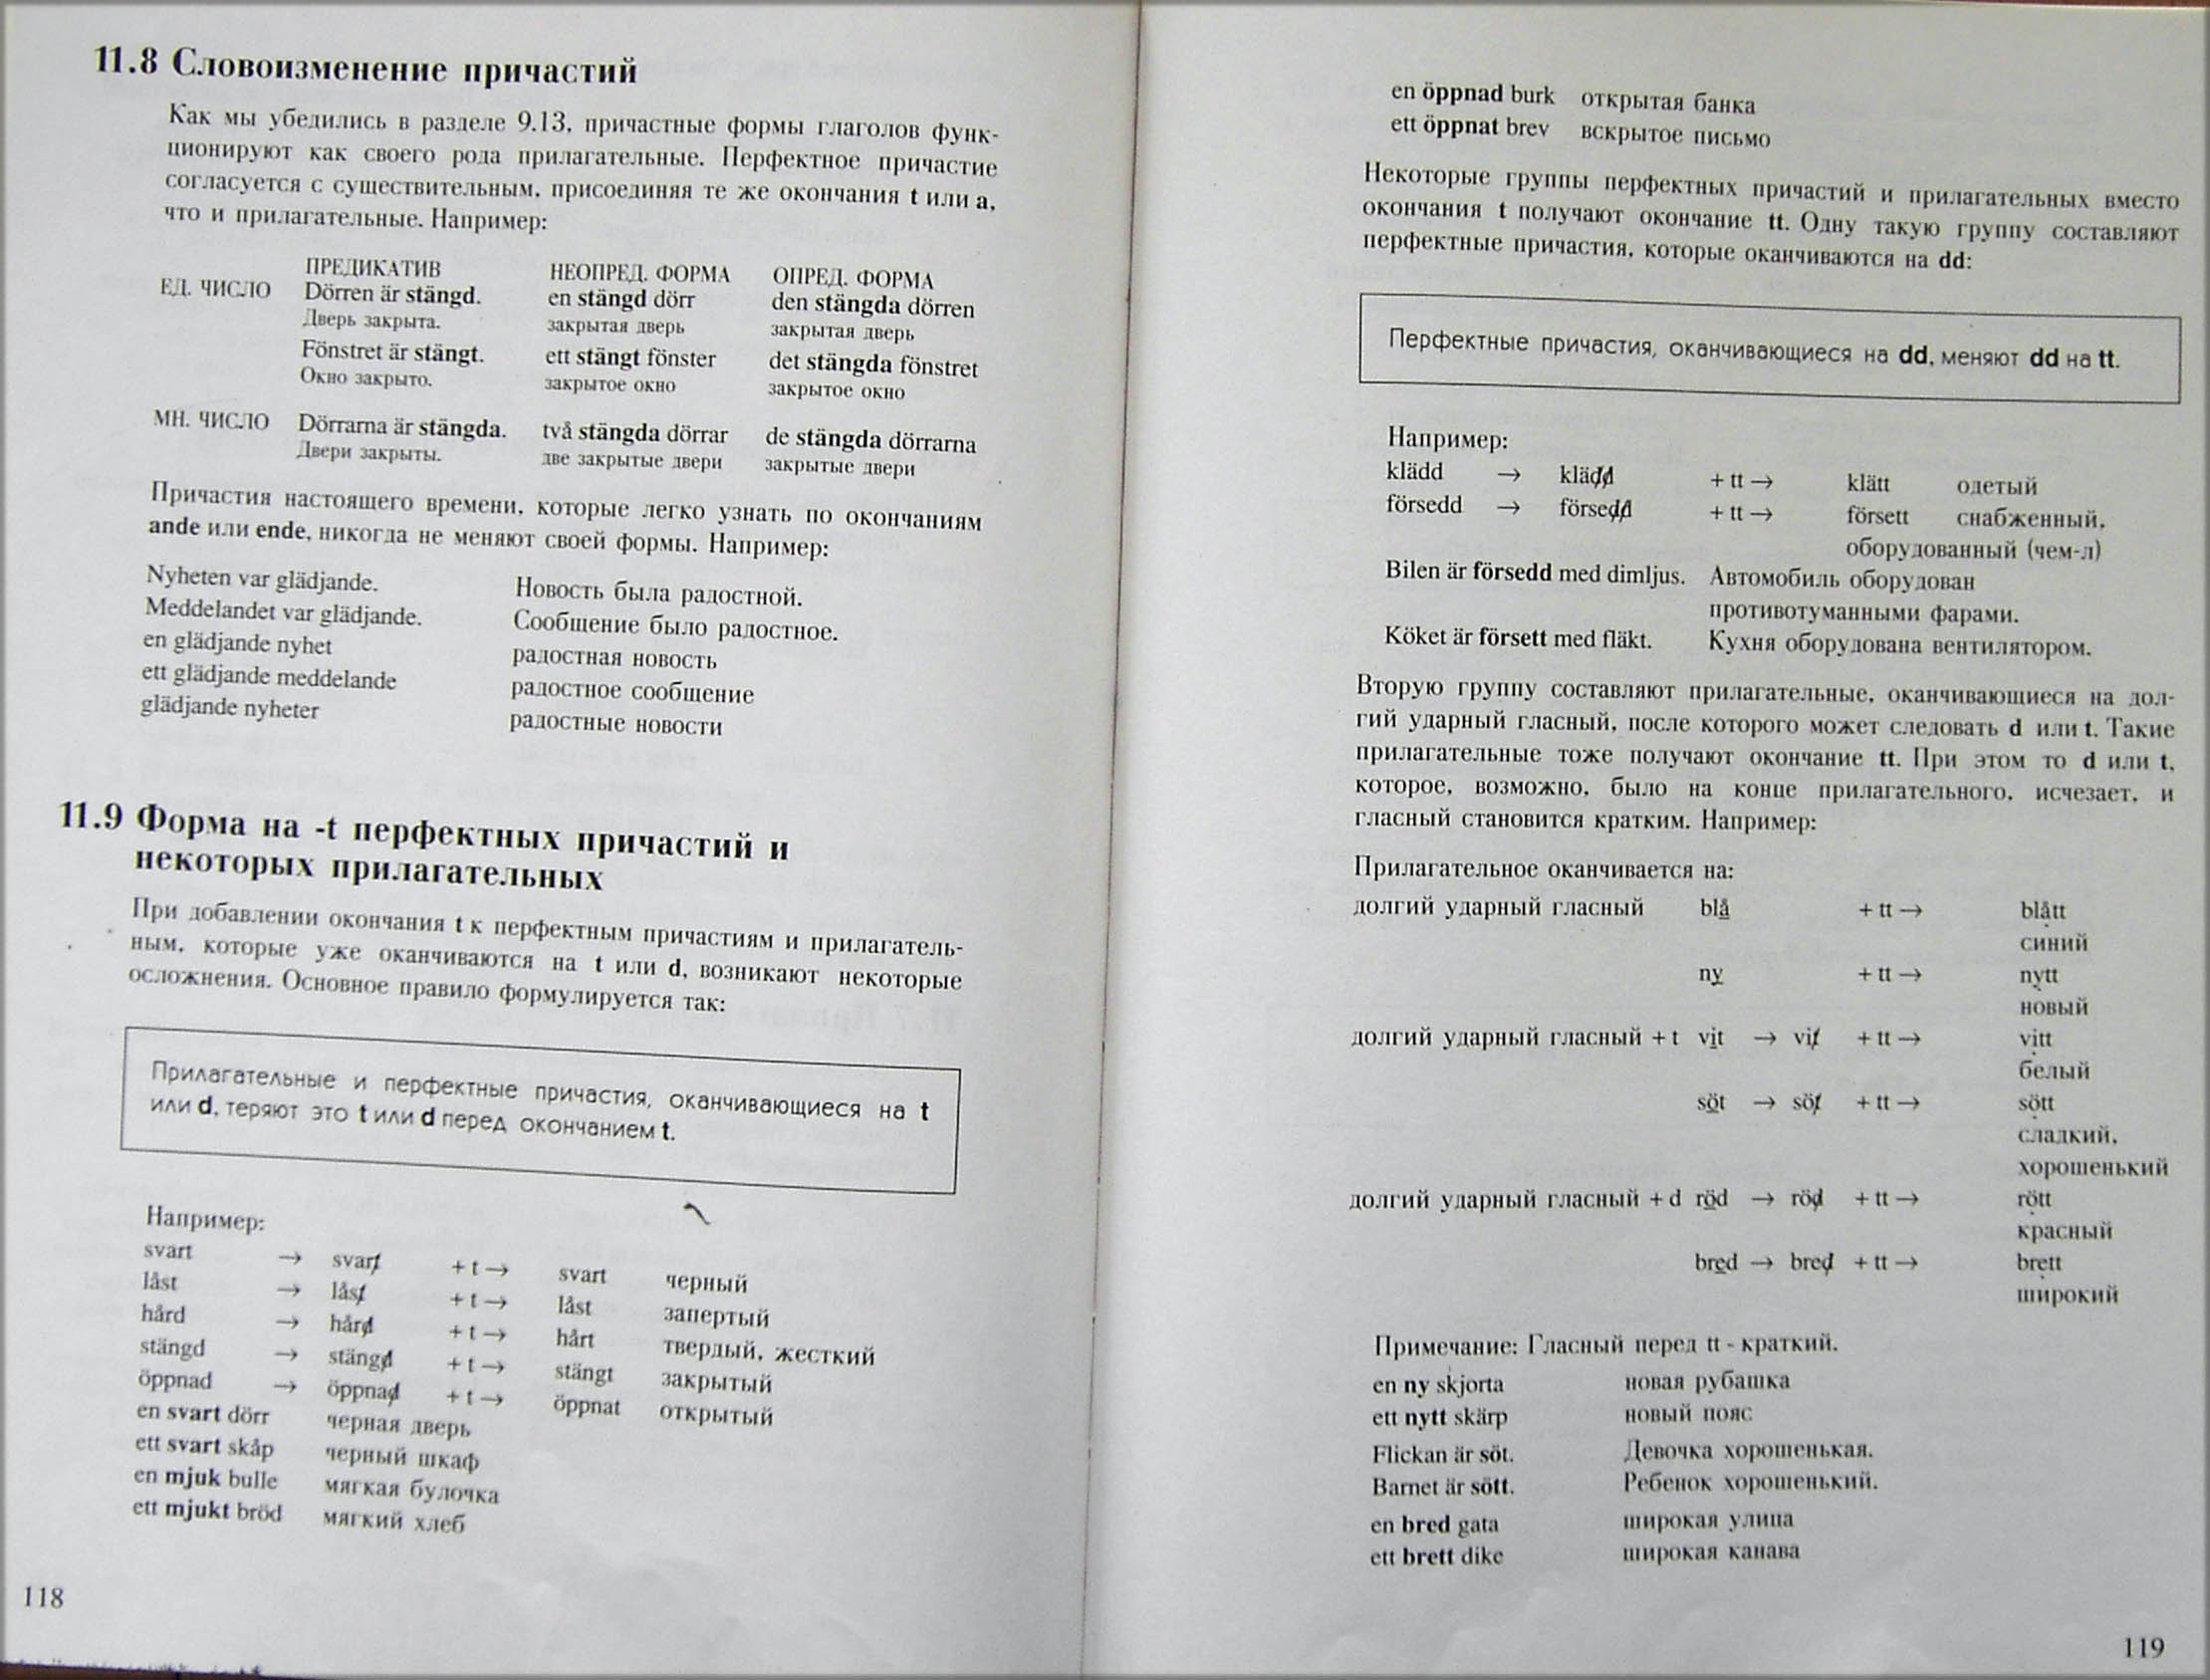 11.8 Словоизменение причастий
Как мы убедились в разделе 9.13, причастные формы глаголов функ-
ционируют как своего рода прилагательные. Перфектное причастие
согласуется с существительным, присоединяя те же окончания t или a,
что и прилагательные. Например:
ПРЕДИКАТИВ НЕОПРЕД. ФОРМА ОПРЕД. ФОРМА
ЕД. ЧИСЛО Dörren är stängd. en stängd dörr den stängda dörren
Дверь закрыта. закрытая дверь закрытая дверь
Fönstret är stängt. ett stängt fönster det stängda fönstret
Окно закрыто. закрытое окно закрытое окно
МН. ЧИСЛО Dörrarna är stängda. två stängda dörrar de stängda dörrarna
Двери закрыты. две закрытые двери закрытые двери
Причастия настоящего времени, которые легко узнать по окончаниям
ande или ende, никогда не меняют своей формы. Например:
Nyheten var glädjande. Новость была радостной.
Meddelandet var glädjande. Сообщение было радостное.
en glädjande nyhet радостная новость
ett glädjande meddelande радостное сообщение
glädjande nyheter радостные новости
11.9 Форма на -t перфектных причастий и
некоторых прилагательных
При добавлении окончания t к перфектным причастиям и прилагатель-
ным, которые уже оканчиваются на t или d, возникают некоторые
осложнения. Основное правило формулируется так:
Прилагательные и перфектные причастия, оканчивающиеся на t
или d, теряют это t или d перед окончанием t.
Например:
svart → svart + t → svart черный
låst → låst + t → låst запертый
hård → hård + t → hårt твердый, жесткий
stängd → stängd + t → stängt закрытый
öppnad → öppnad + t → öppnat открытый
en svart dörr черная дверь
ett svart skåp черный шкаф
en mjuk bulle мягкая булочка
ett mjukt bröd мягкий хлеб
118
en öppnad burk открытая банка
ett öppnat brev вскрытое письмо
Некоторые группы перфектных причастий и прилагательных вместо
окончания t получают окончание tt. Одну такую группу составляют
перфектные причастия, которые оканчиваются на dd:
Перфектные причастия, оканчивающиеся на dd, меняют dd на tt.
Например:
klädd → klädd + tt → klätt одетый
försedd → försedd + tt → försett снабженный,
оборудованный (чем-л)
Bilen är försedd med dimljus. Автомобиль оборудован
противотуманными фарами.
Köket är försett med fläkt. Кухня оборудована вентилятором.
Вторую группу составляют прилагательные, оканчивающиеся на дол-
гий ударный гласный, после которого может следовать d или t. Такие
прилагательные тоже получают окончание tt. При этом то d или t,
которое, возможно, было на конце прилагательного, исчезает, и
гласный становится кратким. Например:
Прилагательное оканчивается на:
долгий ударный гласный blå + tt → blått
синий
ny + tt → nytt
новый
долгий ударный гласный + t vit → vit + tt → vitt
белый
söt → söt + tt → sött
сладкий,
хорошенький
долгий ударный гласный + d röd → röd + tt → rött
красный
bred → bred + tt → brett
широкий
Примечание: Гласный перед tt - краткий.
en ny skjorta новая рубашка
ett nytt skärp новый пояс
Flickan är söt. Девочка хорошенькая.
Barnet är sött. Ребенок хорошенький.
en bred gata широкая улица
ett brett dike широкая канава
119